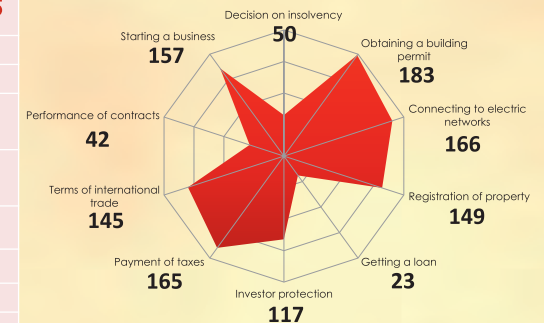 Decision on insolvency
50
Obtaining a building
permit
183
Connecting to electric
networks
166
Registration of property
149
Getting a loan
23
Investor protection
117
Payment of taxes
165
Terms of international
trade
145
Performance of contracts
42
Starting a business
157